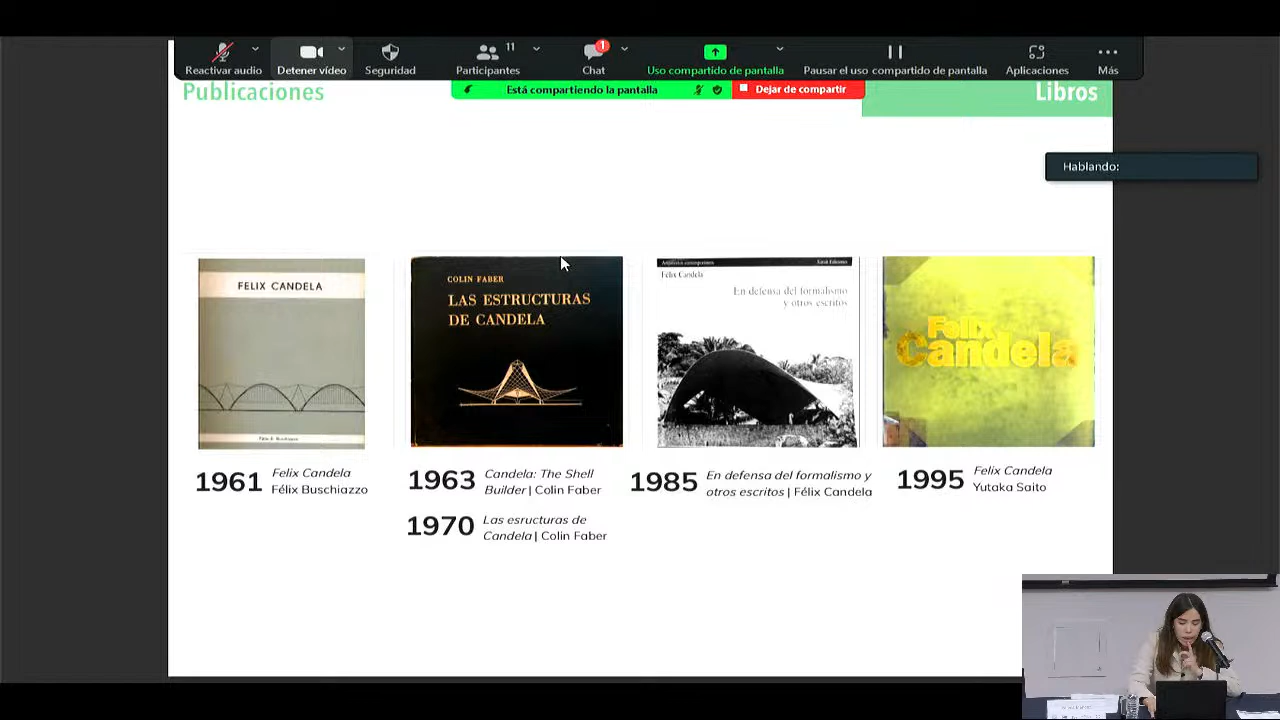 11
1
Reactivar audio
Detener vídeo
Seguridad
Participantes
Chat
Uso compartido de pantalla
Pausar el uso compartido de pantalla
Aplicaciones
Más
Está compartiendo la pantalla
Dejar de compartir
Publicaciones
Libros
Hablando:
FELIX CANDELA
COLIN FABER
LAS ESTRUCTURAS
DE CANDELA
Félix Candela
En defensa del formalismo
y otros escritos
Felix
Candela
1961
Felix Candela
Félix Buschiazzo
1963
Candela: The Shell
Builder | Colin Faber
1970
Las esructuras de
Candela | Colin Faber
1985
En defensa del formalismo y
otros escritos | Félix Candela
1995
Felix Candela
Yutaka Saito